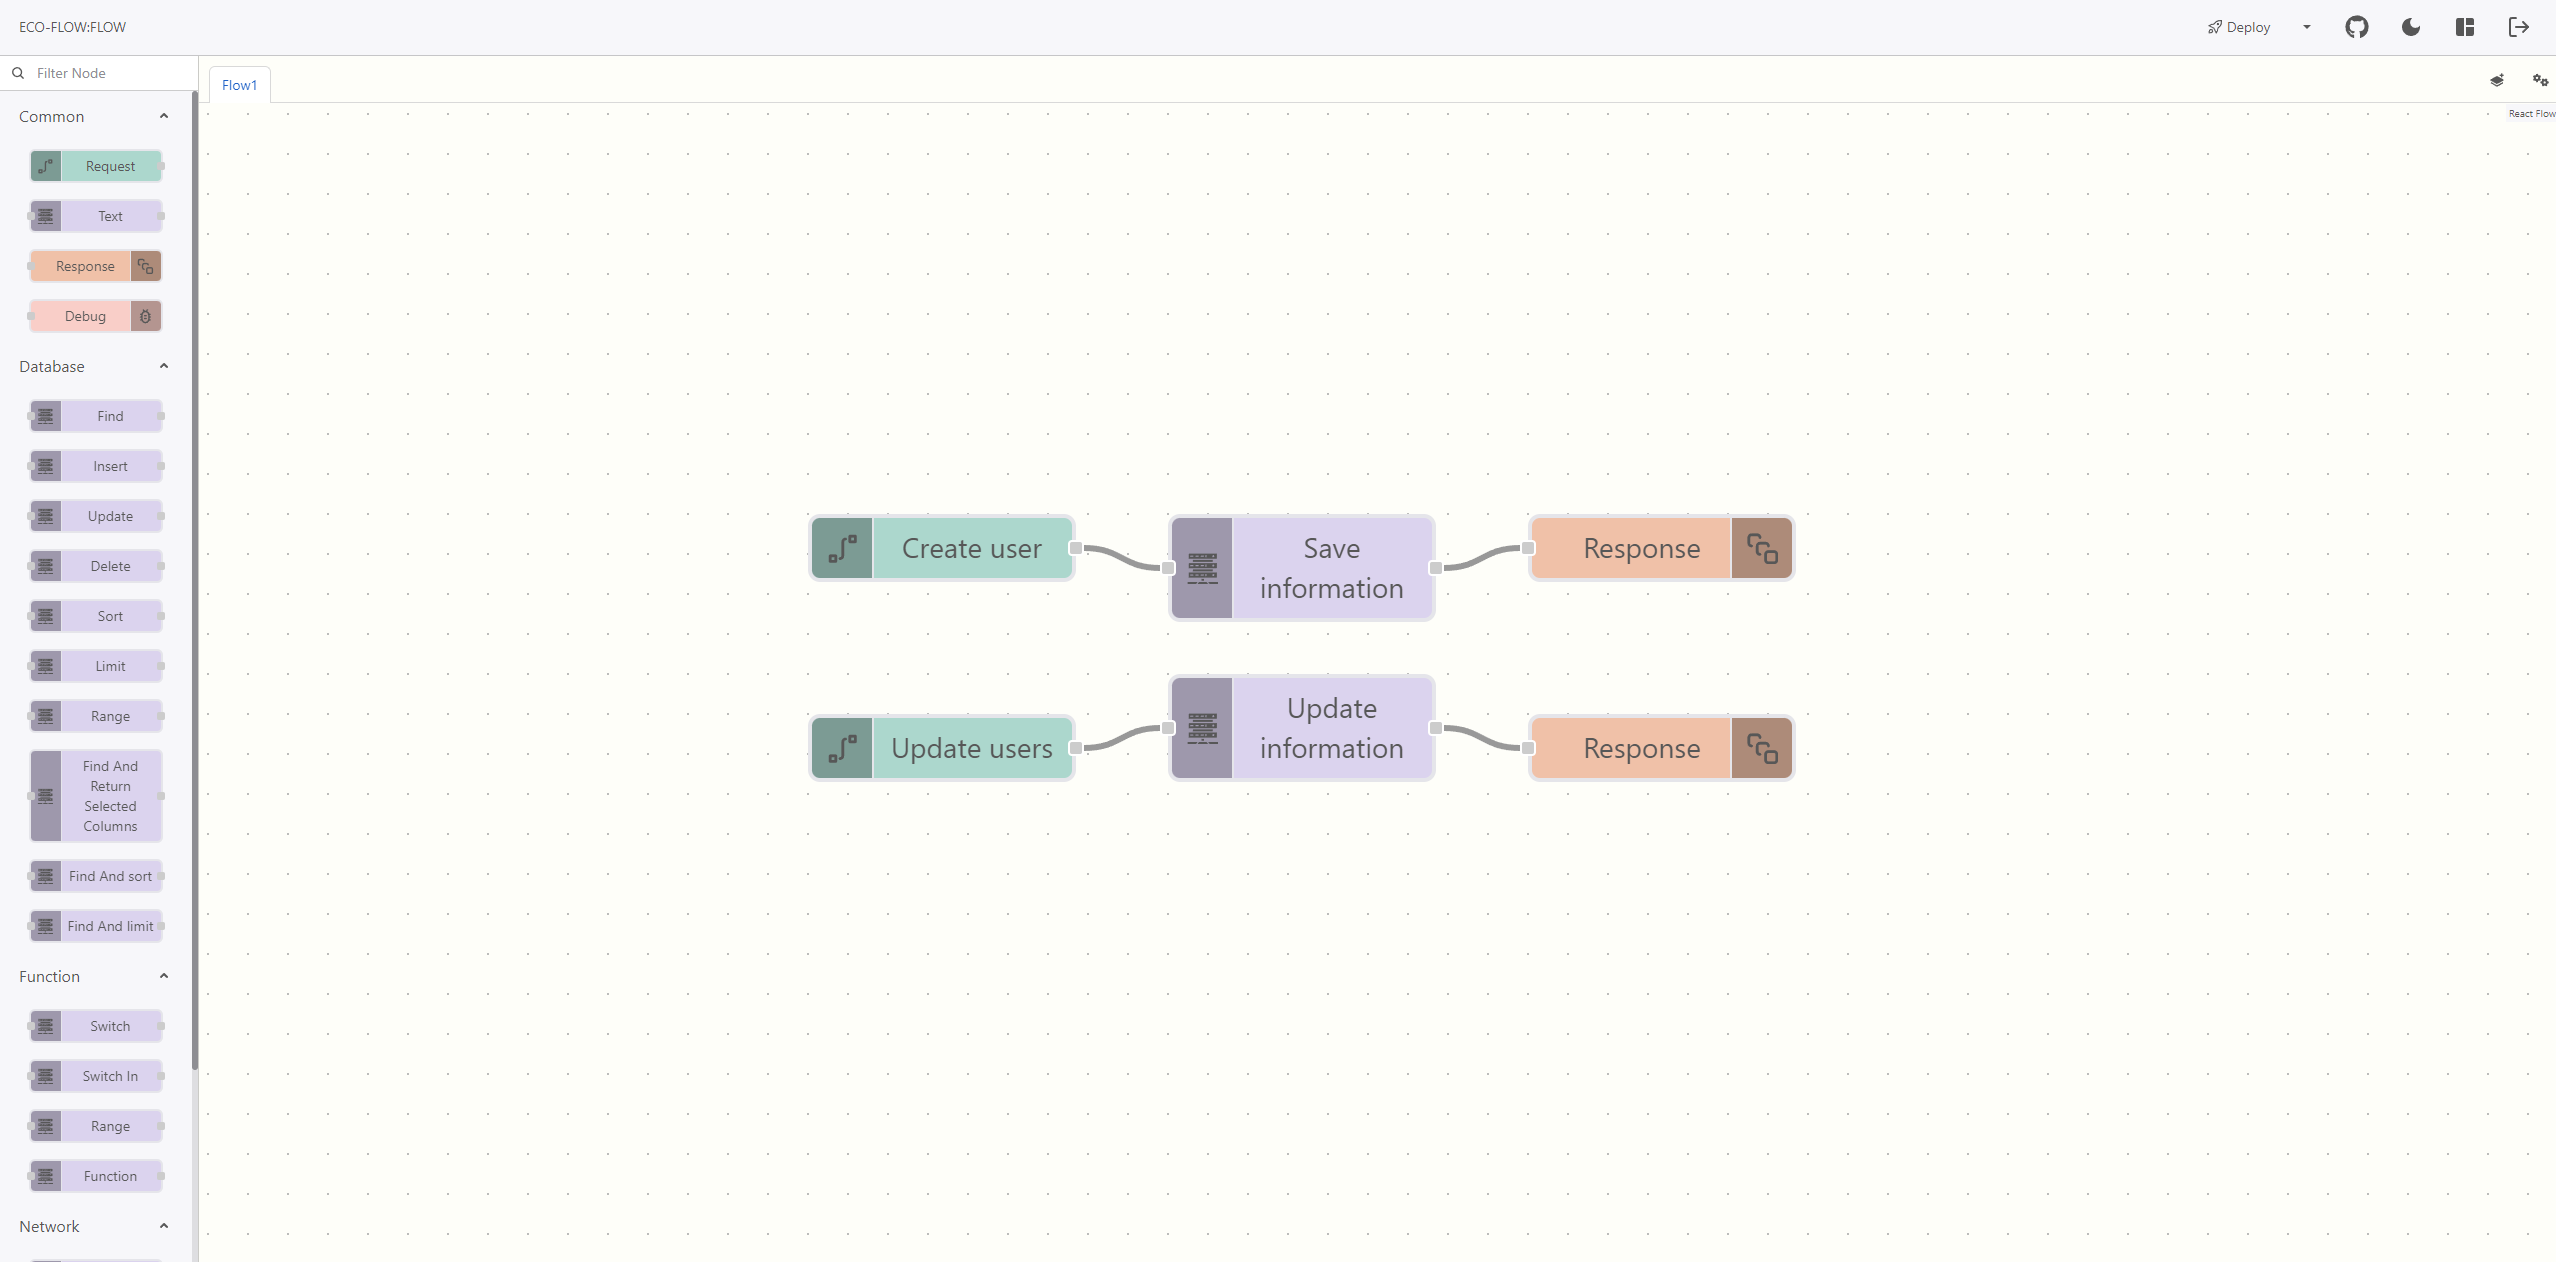 ECO-FLOW:FLOW
Deploy
Filter Node
Flow1
React Flow
Common
Request
Text
Response
Debug
Database
Find
Insert
Update
Delete
Sort
Limit
Range
Find And
Return
Selected
Columns
Find And sort
Find And limit
Function
Switch
Switch In
Range
Function
Network
Create user
Save
information
Response
Update users
Update
information
Response